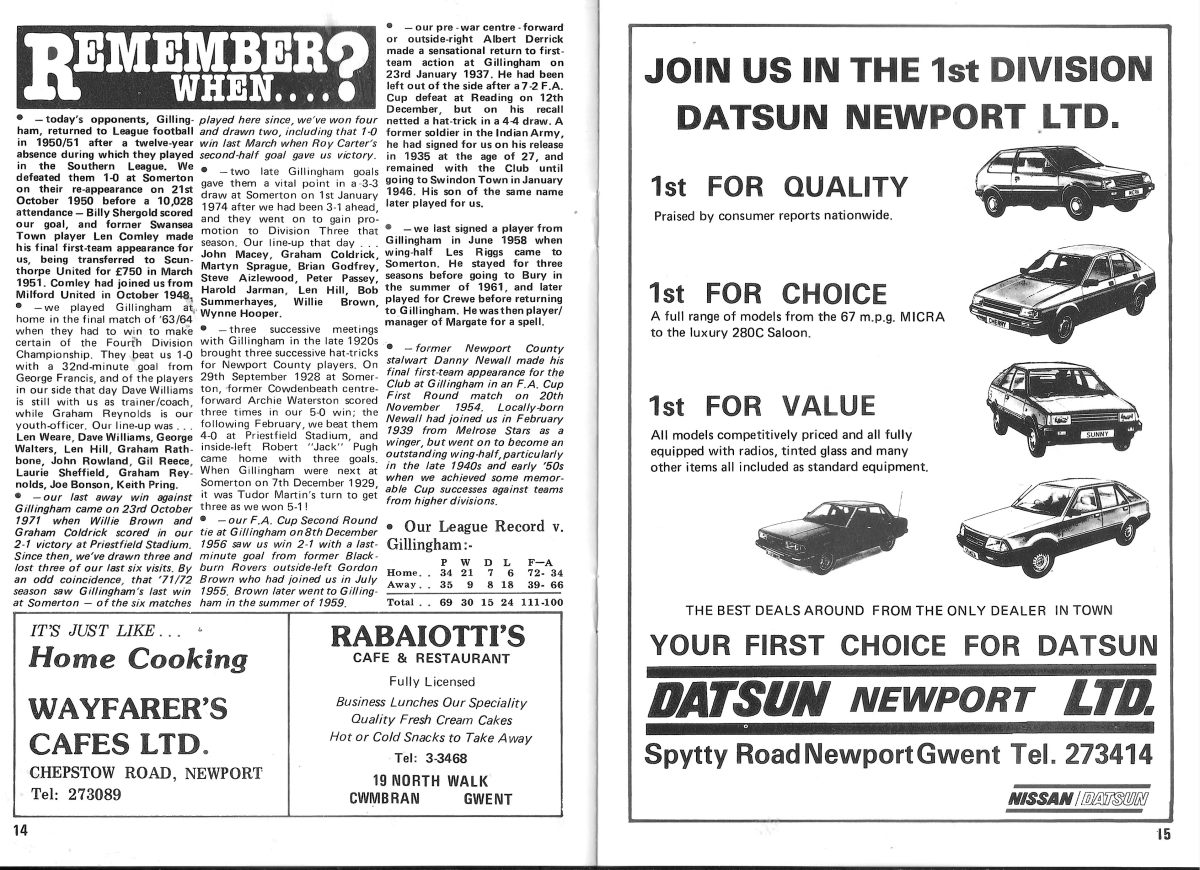 REMEMBER
WHEN....?
● — today's opponents, Gilling-
ham, returned to League football
in 1950/51 after a twelve-year
absence during which they played
in the Southern League. We
defeated them 1-0 at Somerton
on their re-appearance on 21st
October 1950 before a 10,028
attendance — Billy Shergold scored
our goal, and former Swansea
Town player Len Comley made
his final first-team appearance for
us, being transferred to Scun-
thorpe United for £750 in March
1951. Comley had joined us from
Milford United in October 1948.
● — we played Gillingham at
home in the final match of '63/64
when they had to win to make
certain of the Fourth Division
Championship. They beat us 1-0
with a 32nd-minute goal from
George Francis, and of the players
in our side that day Dave Williams
is still with us as trainer/coach,
while Graham Reynolds is our
youth-officer. Our line-up was . . .
Len Weare, Dave Williams, George
Walters, Len Hill, Graham Rath-
bone, John Rowland, Gil Reece,
Laurie Sheffield, Graham Rey-
nolds, Joe Bonson, Keith Pring.
● — our last away win against
Gillingham came on 23rd October
1971 when Willie Brown and
Graham Coldrick scored in our
2-1 victory at Priestfield Stadium.
Since then, we've drawn three and
lost three of our last six visits. By
an odd coincidence, that '71/72
season saw Gillingham's last win
at Somerton — of the six matches
played here since, we've won four
and drawn two, including that 1-0
win last March when Roy Carter's
second-half goal gave us victory.
● — two late Gillingham goals
gave them a vital point in a 3-3
draw at Somerton on 1st January
1974 after we had been 3-1 ahead,
and they went on to gain pro-
motion to Division Three that
season. Our line-up that day . . .
John Macey, Graham Coldrick,
Martyn Sprague, Brian Godfrey,
Steve Aizlewood, Peter Passey,
Harold Jarman, Len Hill, Bob
Summerhayes, Willie Brown,
Wynne Hooper.
● — three successive meetings
with Gillingham in the late 1920s
brought three successive hat-tricks
for Newport County players. On
29th September 1928 at Somer-
ton, former Cowdenbeath centre-
forward Archie Waterston scored
three times in our 5-0 win; the
following February, we beat them
4-0 at Priestfield Stadium, and
inside-left Robert "Jack" Pugh
came home with three goals.
When Gillingham were next at
Somerton on 7th December 1929,
it was Tudor Martin's turn to get
three as we won 5-1!
● — our F.A. Cup Second Round
tie at Gillingham on 8th December
1956 saw us win 2-1 with a last-
minute goal from former Black-
burn Rovers outside-left Gordon
Brown who had joined us in July
1955. Brown later went to Gilling-
ham in the summer of 1959.
● — our pre - war centre - forward
or outside-right Albert Derrick
made a sensational return to first-
team action at Gillingham on
23rd January 1937. He had been
left out of the side after a 7-2 F.A.
Cup defeat at Reading on 12th
December, but on his recall
netted a hat-trick in a 4-4 draw. A
former soldier in the Indian Army,
he had signed for us on his release
in 1935 at the age of 27, and
remained with the Club until
going to Swindon Town in January
1946. His son of the same name
later played for us.
● — we last signed a player from
Gillingham in June 1958 when
wing-half Les Riggs came to
Somerton. He stayed for three
seasons before going to Bury in
the summer of 1961, and later
played for Crewe before returning
to Gillingham. He was then player/
manager of Margate for a spell.
● — former Newport County
stalwart Danny Newall made his
final first-team appearance for the
Club at Gillingham in an F.A. Cup
First Round match on 20th
November 1954. Locally-born
Newall had joined us in February
1939 from Melrose Stars as a
winger, but went on to become an
outstanding wing-half, particularly
in the late 1940s and early '50s
when we achieved some memor-
able Cup successes against teams
from higher divisions.
● Our League Record v.
Gillingham:-
P W D L F—A
Home. . 34 21 7 6 72- 34
Away. . 35 9 8 18 39- 66
Total . . 69 30 15 24 111-100
IT'S JUST LIKE . . .
Home Cooking
WAYFARER'S
CAFES LTD.
CHEPSTOW ROAD, NEWPORT
Tel: 273089
RABAIOTTI'S
CAFE & RESTAURANT
Fully Licensed
Business Lunches Our Speciality
Quality Fresh Cream Cakes
Hot or Cold Snacks to Take Away
Tel: 3-3468
19 NORTH WALK
CWMBRAN GWENT
14
JOIN US IN THE 1st DIVISION
DATSUN NEWPORT LTD.
1st FOR QUALITY
Praised by consumer reports nationwide.
MICRA
1st FOR CHOICE
A full range of models from the 67 m.p.g. MICRA
to the luxury 280C Saloon.
CHERRY
1st FOR VALUE
All models competitively priced and all fully
equipped with radios, tinted glass and many
other items all included as standard equipment.
SUNNY
THE BEST DEALS AROUND FROM THE ONLY DEALER IN TOWN
YOUR FIRST CHOICE FOR DATSUN
DATSUN NEWPORT LTD.
Spytty Road Newport Gwent Tel. 273414
NISSAN/DATSUN
15